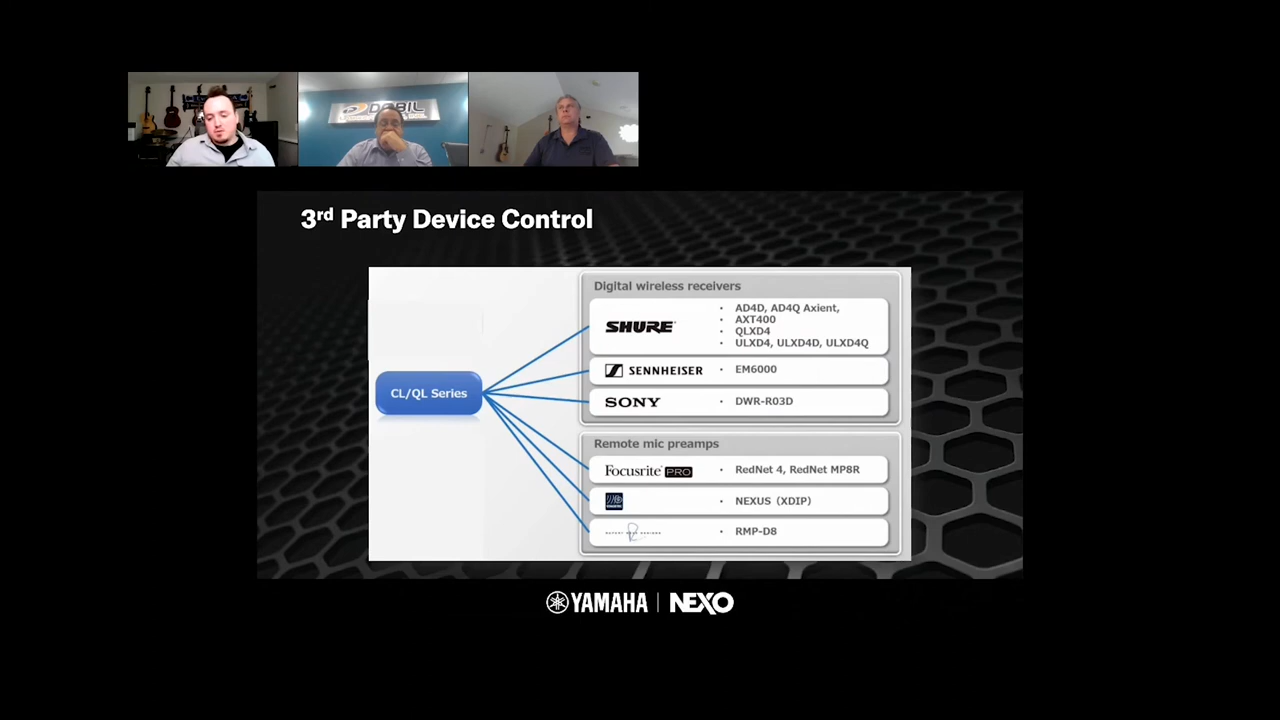 DOBIL
3rd Party Device Control
Digital wireless receivers
SHURE
· AD4D, AD4Q Axient,
· AXT400
· QLXD4
· ULXD4, ULXD4D, ULXD4Q
SENNHEISER
· EM6000
CL/QL Series
SONY
· DWR-R03D
Remote mic preamps
Focusrite PRO
· RedNet 4, RedNet MP8R
· NEXUS (XDIP)
· RMP-D8
YAMAHA | NEXO